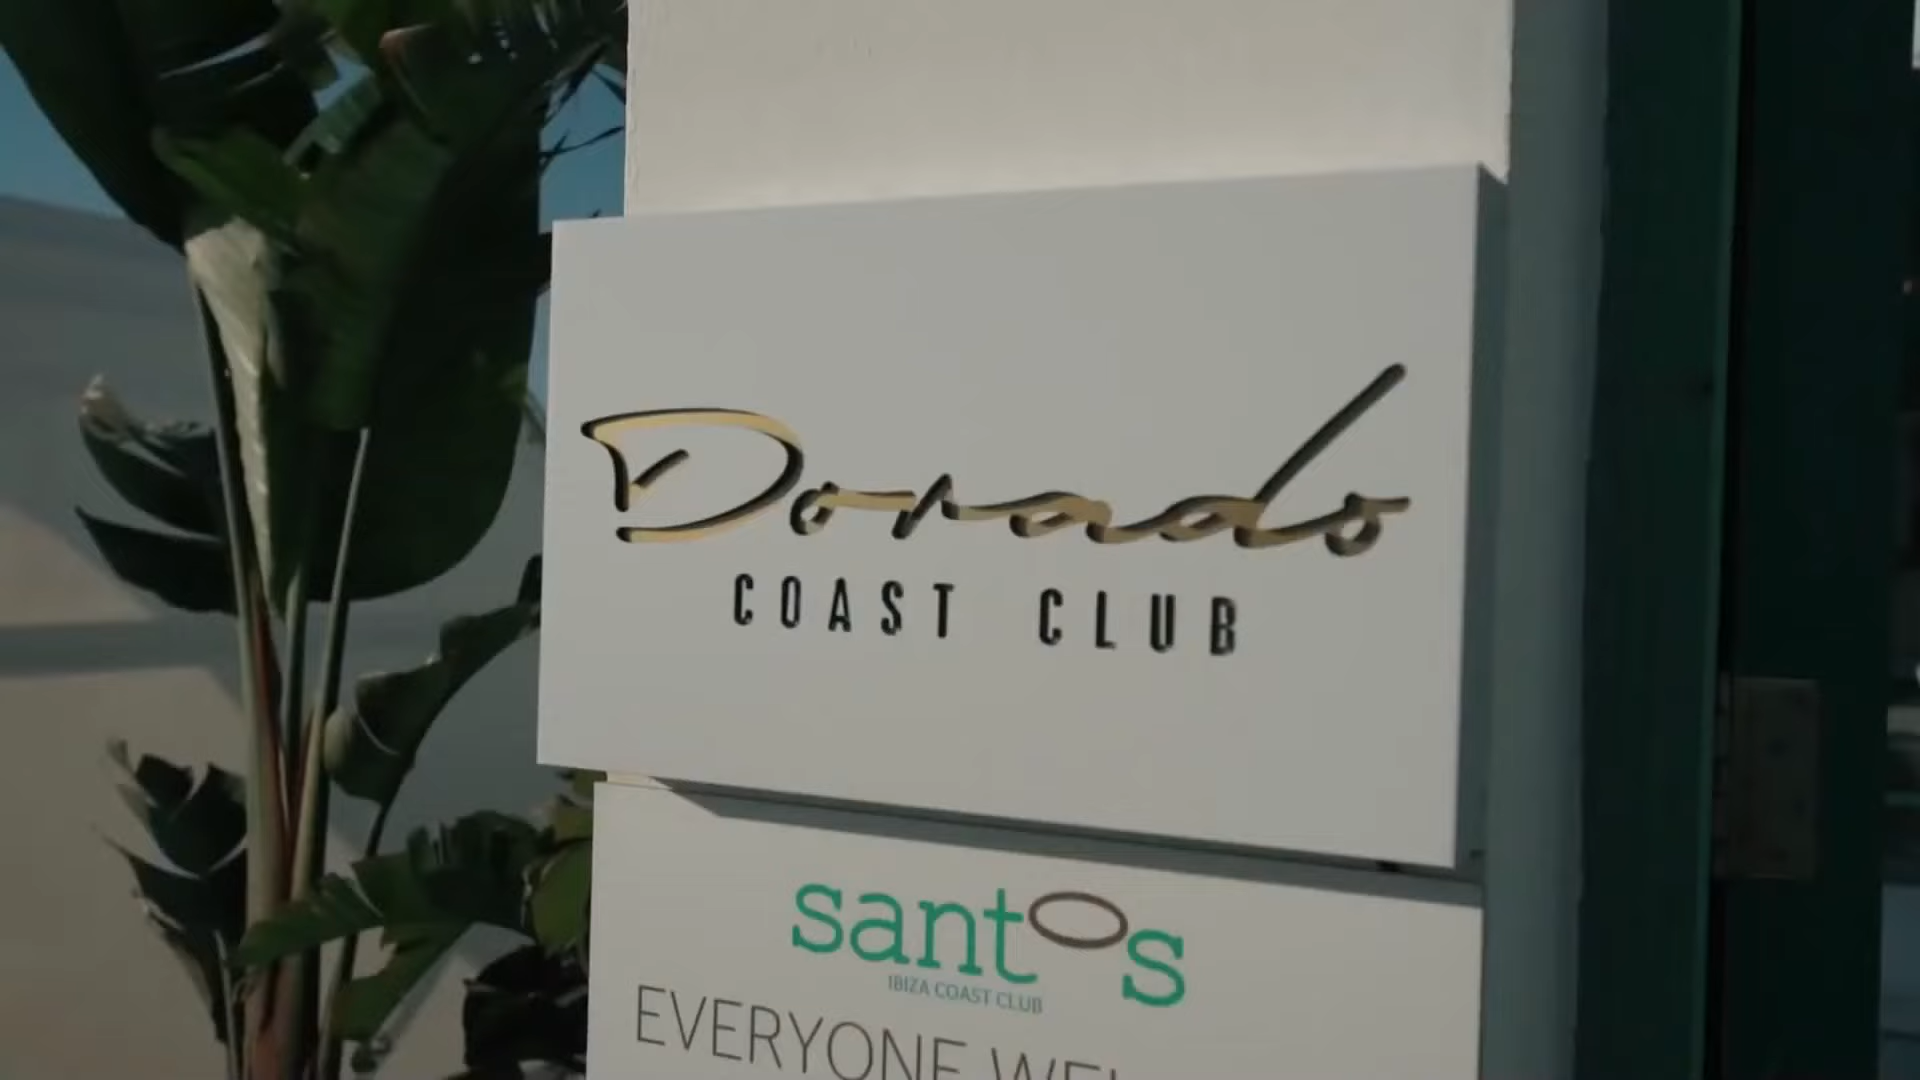 Dorado
COAST CLUB
santos
IBIZA COAST CLUB
EVERYONE